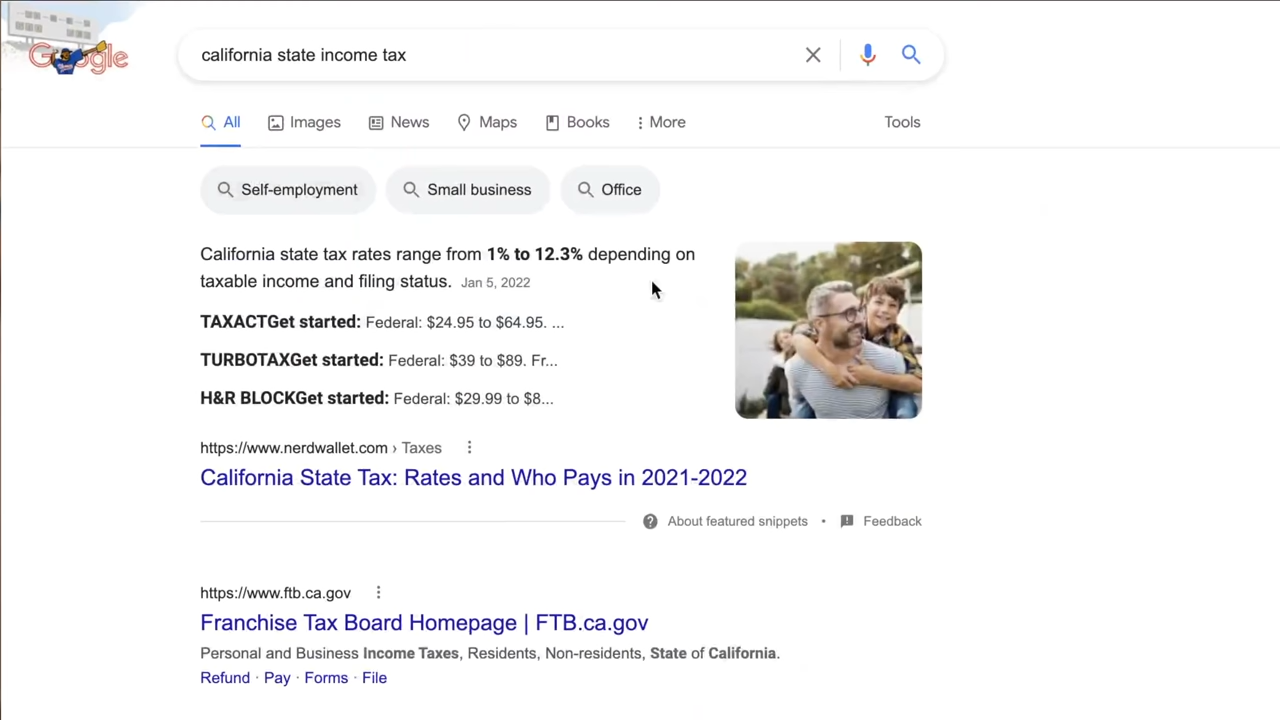 Google
california state income tax
All Images News Maps Books More Tools
Self-employment Small business Office
California state tax rates range from 1% to 12.3% depending on
taxable income and filing status. Jan 5, 2022
TAXACTGet started: Federal: $24.95 to $64.95. ...
TURBOTAXGet started: Federal: $39 to $89. Fr...
H&R BLOCKGet started: Federal: $29.99 to $8...
https://www.nerdwallet.com › Taxes
California State Tax: Rates and Who Pays in 2021-2022
About featured snippets • Feedback
https://www.ftb.ca.gov
Franchise Tax Board Homepage | FTB.ca.gov
Personal and Business Income Taxes, Residents, Non-residents, State of California.
Refund · Pay · Forms · File